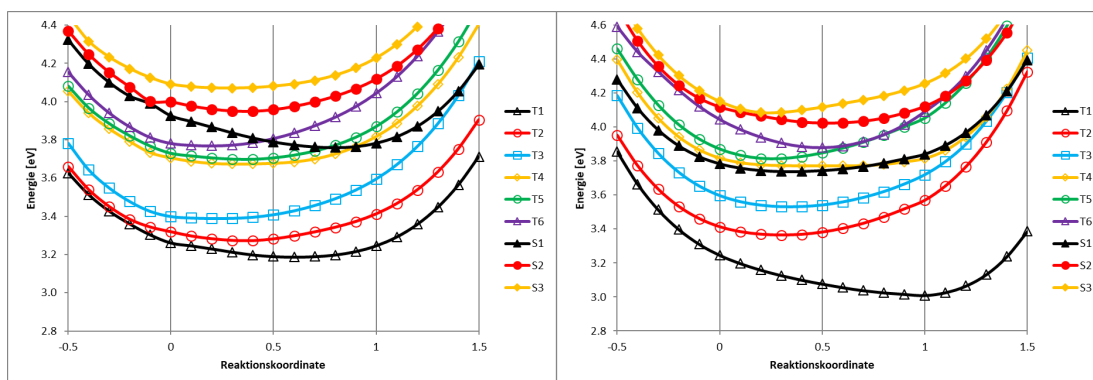 4.6
4.4
4.2
4.0
3.8
3.6
3.4
3.2
3.0
2.8
Energie [eV]
-0.5
0
0.5
1
1.5
Reaktionskoordinate
T1
T2
T3
T4
T5
T6
S1
S2
S3
4.6
4.4
4.2
4.0
3.8
3.6
3.4
3.2
3.0
2.8
Energie [eV]
-0.5
0
0.5
1
1.5
Reaktionskoordinate
T1
T2
T3
T4
T5
T6
S1
S2
S3